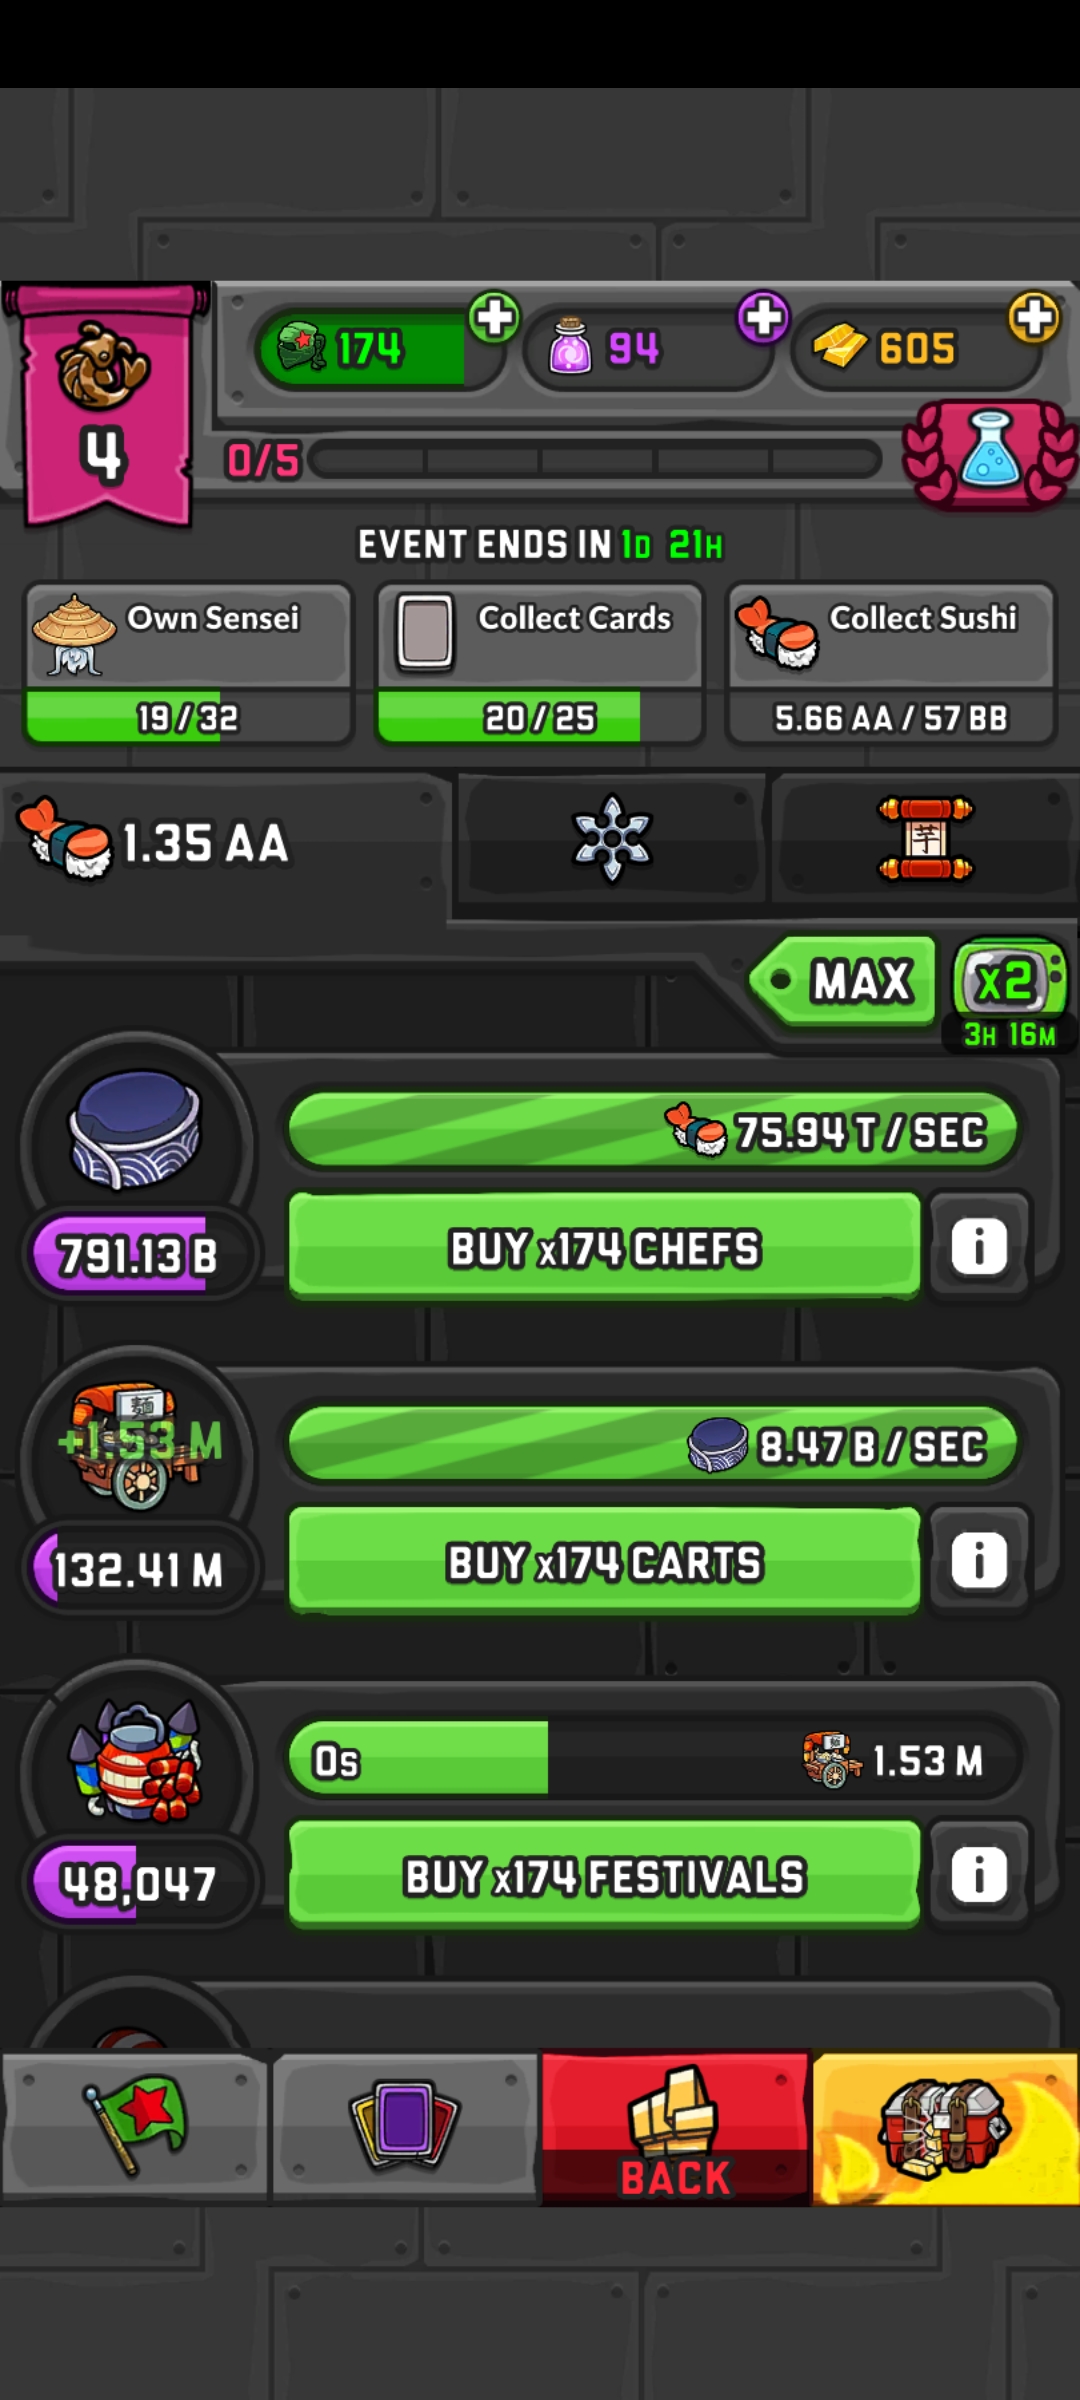 174
94
605
4
0/5
EVENT ENDS IN 1D 21H
Own Sensei
Collect Cards
Collect Sushi
19/32
20/25
5.66 AA / 57 BB
1.35 AA
芋
MAX
x2
3H 16M
75.94 T / SEC
BUY x174 CHEFS
i
791.13 B
麺
+1.53 M
8.47 B / SEC
BUY x174 CARTS
i
132.41 M
0s
1.53 M
BUY x174 FESTIVALS
i
48,047
BACK